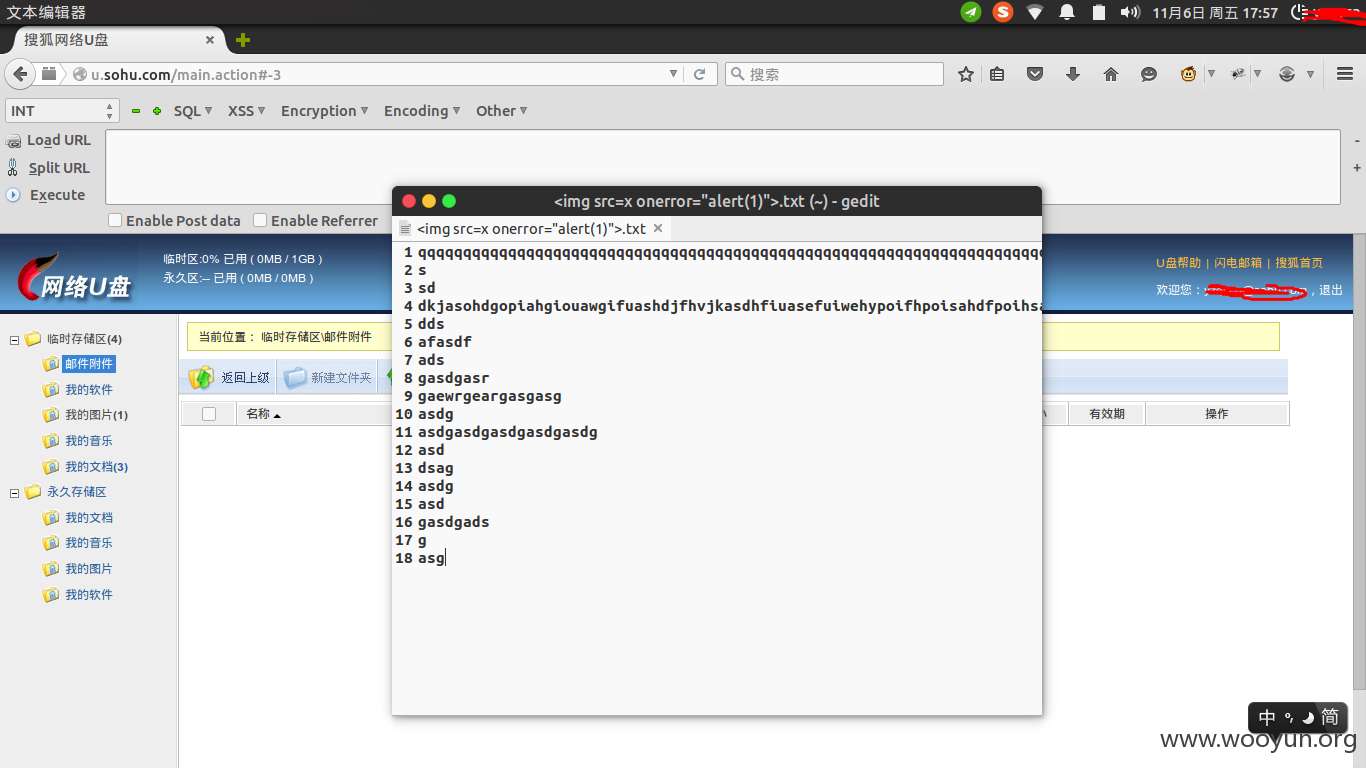 文本编辑器
11月6日 周五 17:57
搜狐网络U盘
u.sohu.com/main.action#-3
搜索
INT
SQL
XSS
Encryption
Encoding
Other
Load URL
Split URL
Execute
Enable Post data
Enable Referrer
<img src=x onerror="alert(1)">.txt (~) - gedit
<img src=x onerror="alert(1)">.txt
1
2 s
3 sd
4 dkjasohdgopiahgiouawgifuashdjfhvjkasdhfiuasefuiwehypoifhpoisahdfpoihsa
5 dds
6 afasdf
7 ads
8 gasdgasr
9 gaewrgeargasgasg
10 asdg
11 asdgasdgasdgasdgasdg
12 asd
13 dsag
14 asdg
15 asd
16 gasdgads
17 g
18 asg
网络U盘
临时区:0% 已用 ( 0MB / 1GB )
永久区:-- 已用 ( 0MB / 0MB )
U盘帮助 | 闪电邮箱 | 搜狐首页
欢迎您：
, 退出
临时存储区(4)
邮件附件
我的软件
我的图片(1)
我的音乐
我的文档(3)
永久存储区
我的文档
我的音乐
我的图片
我的软件
当前位置： 临时存储区\邮件附件
返回上级
新建文件夹
名称
有效期
操作
中 简
www.wooyun.org